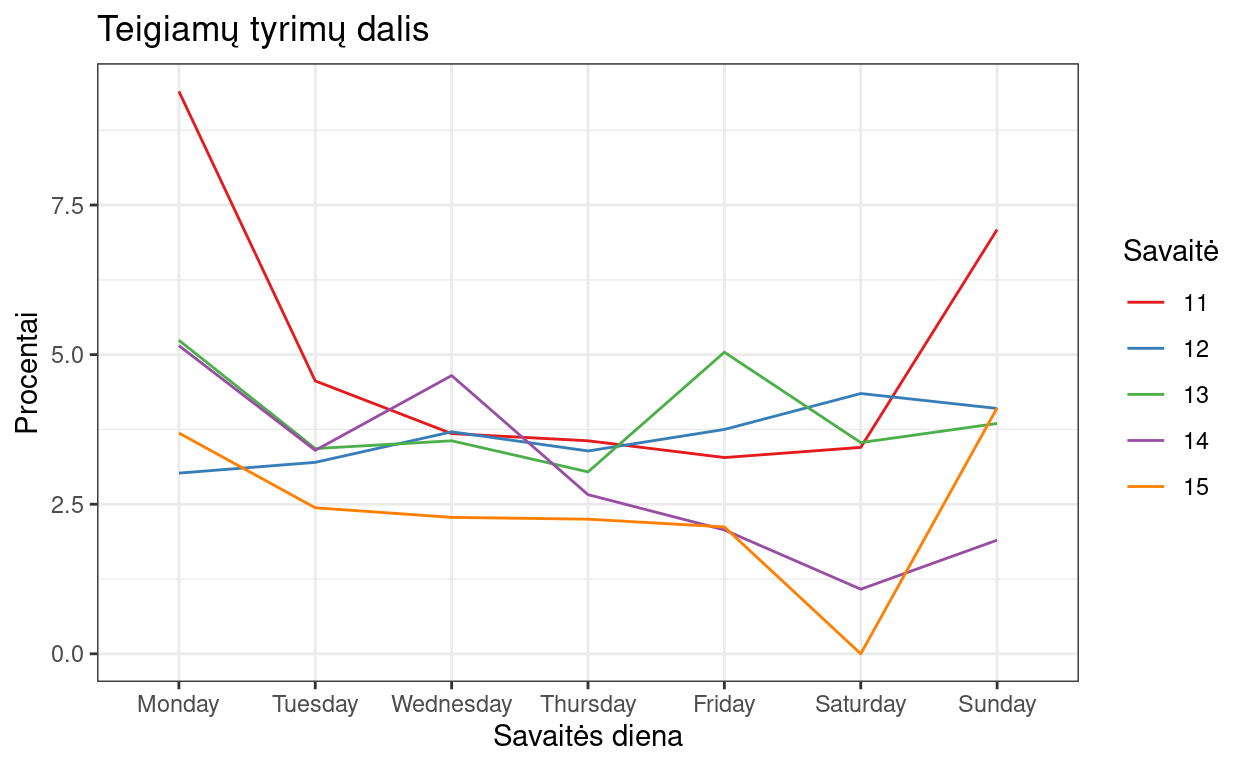 Teigiamų tyrimų dalis
Procentai
7.5
5.0
2.5
0.0
Monday Tuesday Wednesday Thursday Friday Saturday Sunday
Savaitės diena
Savaitė
11
12
13
14
15